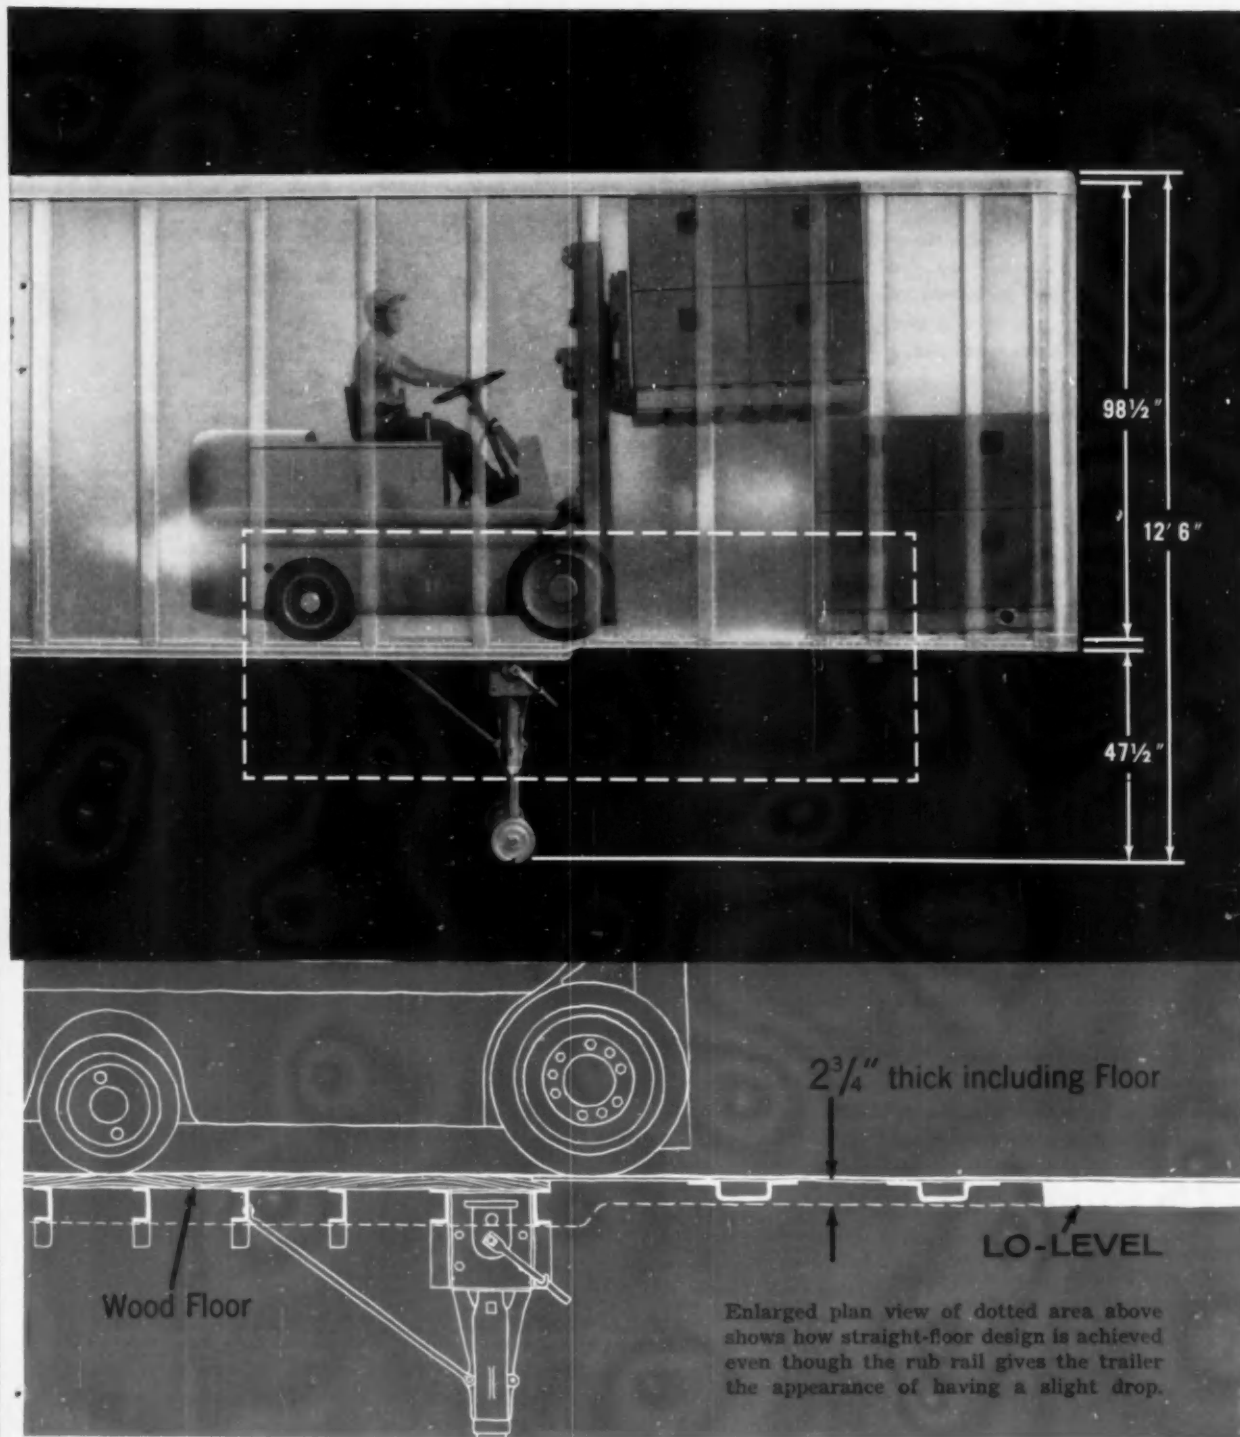 98½"
12' 6"
47½"
2¾" thick including Floor
LO-LEVEL
Wood Floor
Enlarged plan view of dotted area above
shows how straight-floor design is achieved
even though the rub rail gives the trailer
the appearance of having a slight drop.